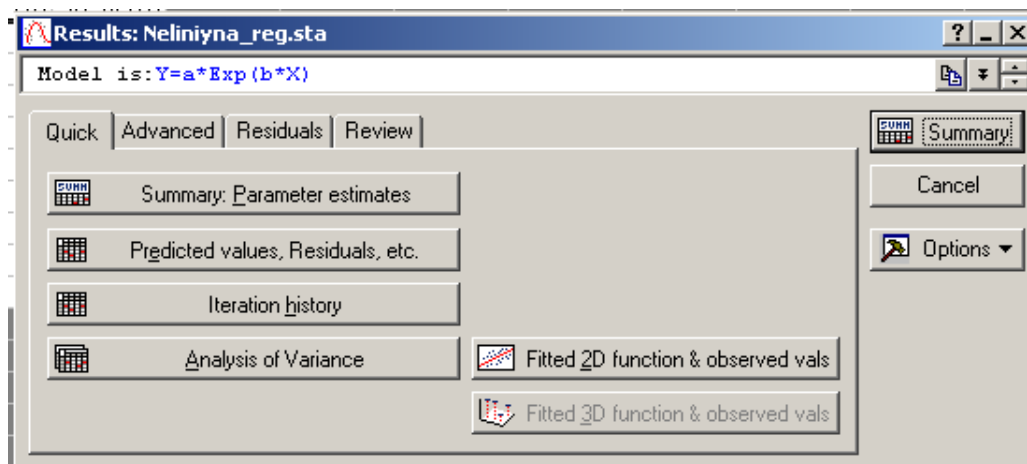 Results: Neliniyna_reg.sta
Model is:Y=a*Exp(b*X)
Quick Advanced Residuals Review
Summary
Summary: Parameter estimates
Cancel
Predicted values, Residuals, etc.
Options
Iteration history
Analysis of Variance
Fitted 2D function & observed vals
Fitted 3D function & observed vals